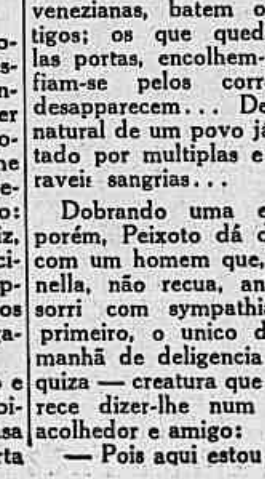 venezianas, batem o
tigos; os que qued
las portas, encolhem-
fiam-se pelos corr
desapparecem... De
natural de um povo já
tado por multiplas e
raveis sangrias...
Dobrando uma e
porém, Peixoto dá c
com um homem que,
nella, não recua, an
sorri com sympathia
primeiro, o unico d
manhã de deligencia
quiza — creatura que
rece dizer-lhe num
acolhedor e amigo:
— Pois aqui estou